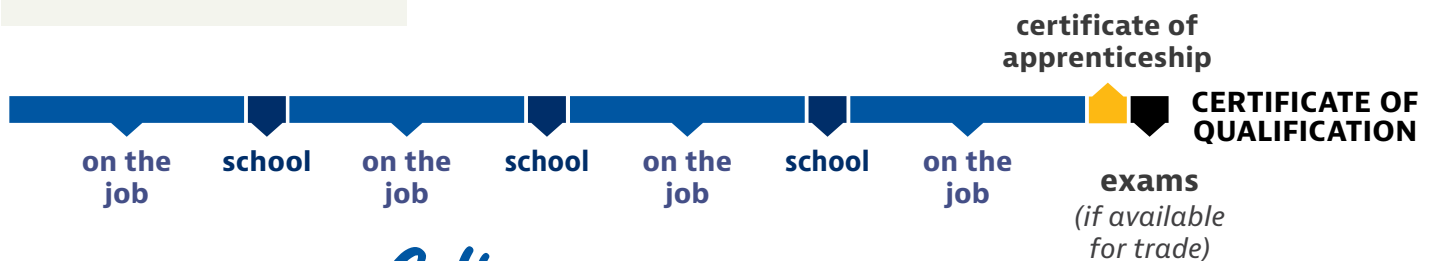 certificate of
apprenticeship
CERTIFICATE OF
QUALIFICATION
on the
job
school
on the
job
school
on the
job
school
on the
job
exams
(if available
for trade)